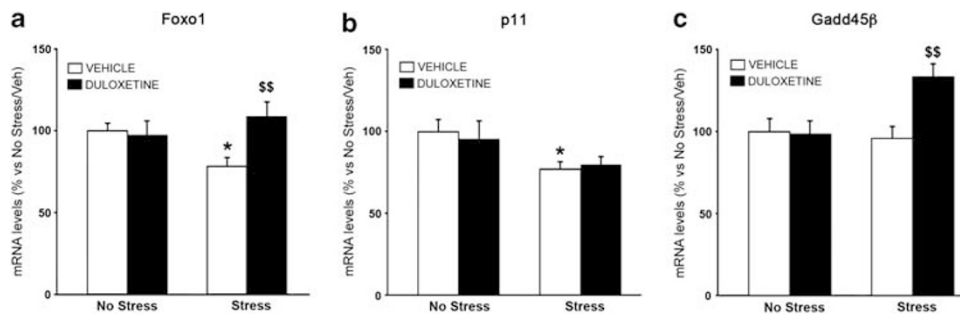 a
Foxo1
mRNA levels (% vs No Stress/Veh)
150
100
50
0
VEHICLE
DULOXETINE
*
$$
No Stress
Stress
b
p11
mRNA levels (% vs No Stress/Veh)
150
100
50
0
VEHICLE
DULOXETINE
*
No Stress
Stress
c
Gadd45β
mRNA levels (% vs No Stress/Veh)
150
100
50
0
VEHICLE
DULOXETINE
$$
No Stress
Stress